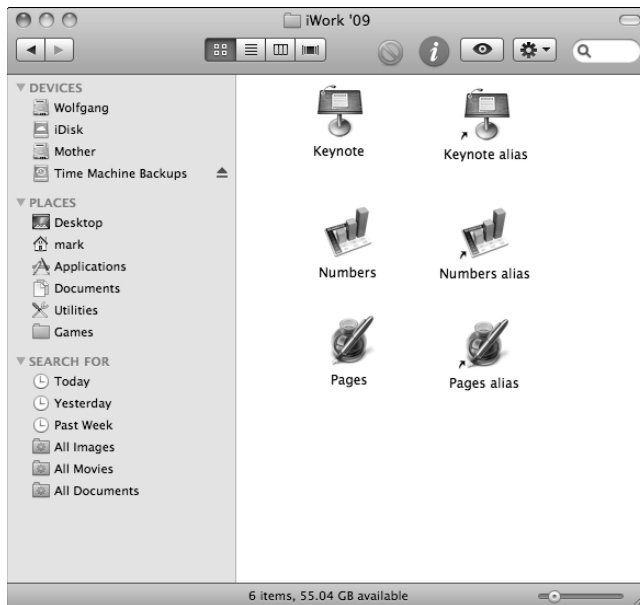 iWork '09
DEVICES
Wolfgang
iDisk
Mother
Time Machine Backups
PLACES
Desktop
mark
Applications
Documents
Utilities
Games
SEARCH FOR
Today
Yesterday
Past Week
All Images
All Movies
All Documents
Keynote
Keynote alias
Numbers
Numbers alias
Pages
Pages alias
6 items, 55.04 GB available